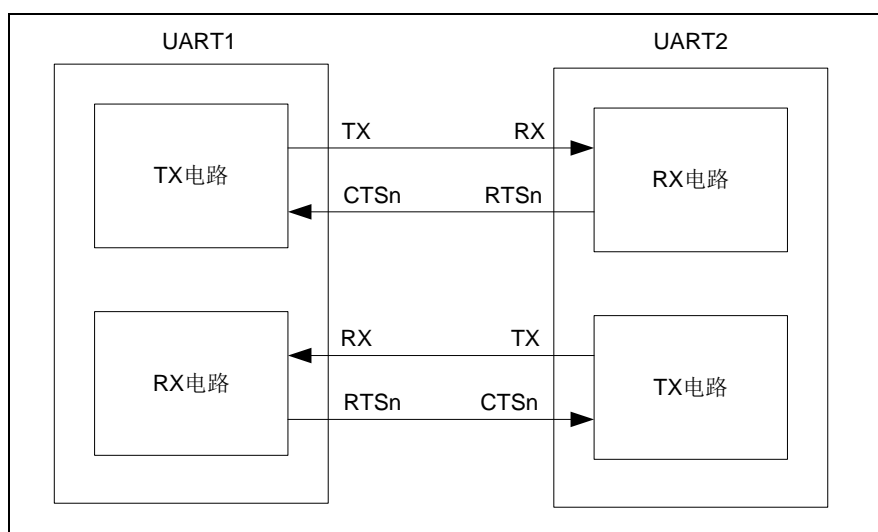 UART1 UART2
TX RX
TX电路 RX电路
CTSn RTSn
RX TX
RX电路 TX电路
RTSn CTSn